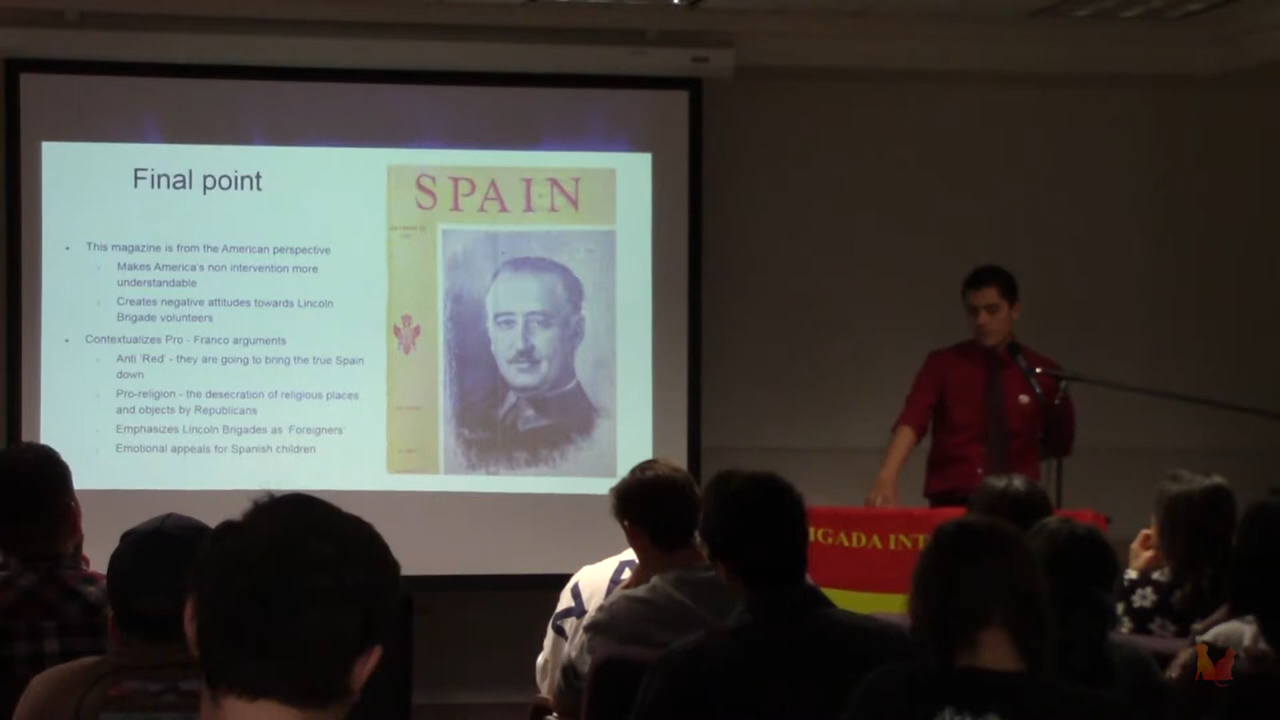 Final point
This magazine is from the American perspective
Makes America's non intervention more
understandable
Creates negative attitudes towards Lincoln
Brigade volunteers
Contextualizes Pro - Franco arguments
Anti 'Red' - they are going to bring the true Spain
down
Pro-religion - the desecration of religious places
and objects by Republicans
Emphasizes Lincoln Brigades as 'Foreigners'
Emotional appeals for Spanish children
SPAIN
IGADA INT